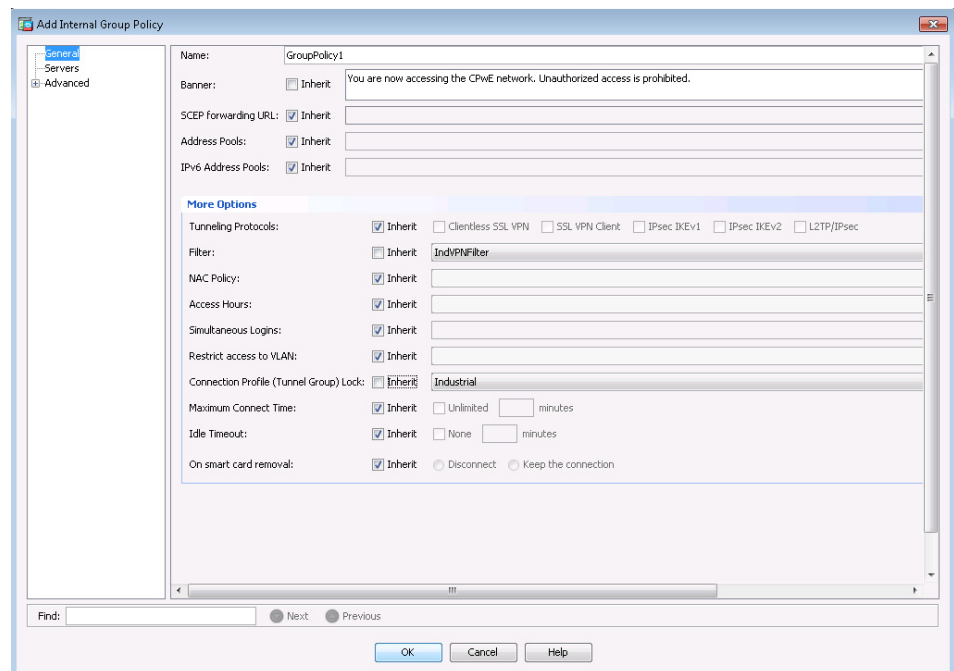 Add Internal Group Policy
General
Servers
Advanced
Name: GroupPolicy1
Banner: Inherit You are now accessing the CPwE network. Unauthorized access is prohibited.
SCEP forwarding URL: Inherit
Address Pools: Inherit
IPv6 Address Pools: Inherit
More Options
Tunneling Protocols: Inherit Clientless SSL VPN SSL VPN Client IPsec IKEv1 IPsec IKEv2 L2TP/IPsec
Filter: Inherit IndVPNFilter
NAC Policy: Inherit
Access Hours: Inherit
Simultaneous Logins: Inherit
Restrict access to VLAN: Inherit
Connection Profile (Tunnel Group) Lock: Inherit Industrial
Maximum Connect Time: Inherit Unlimited minutes
Idle Timeout: Inherit None minutes
On smart card removal: Inherit Disconnect Keep the connection
Find: Next Previous
OK Cancel Help